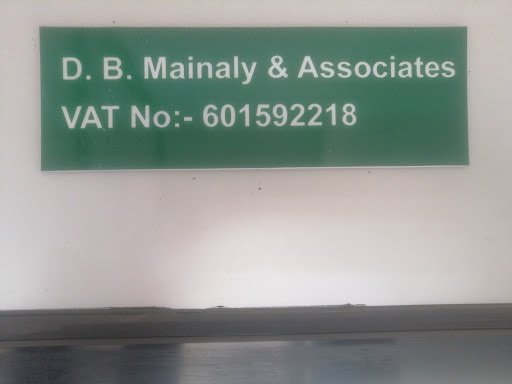 D. B. Mainaly & Associates
VAT No:- 601592218